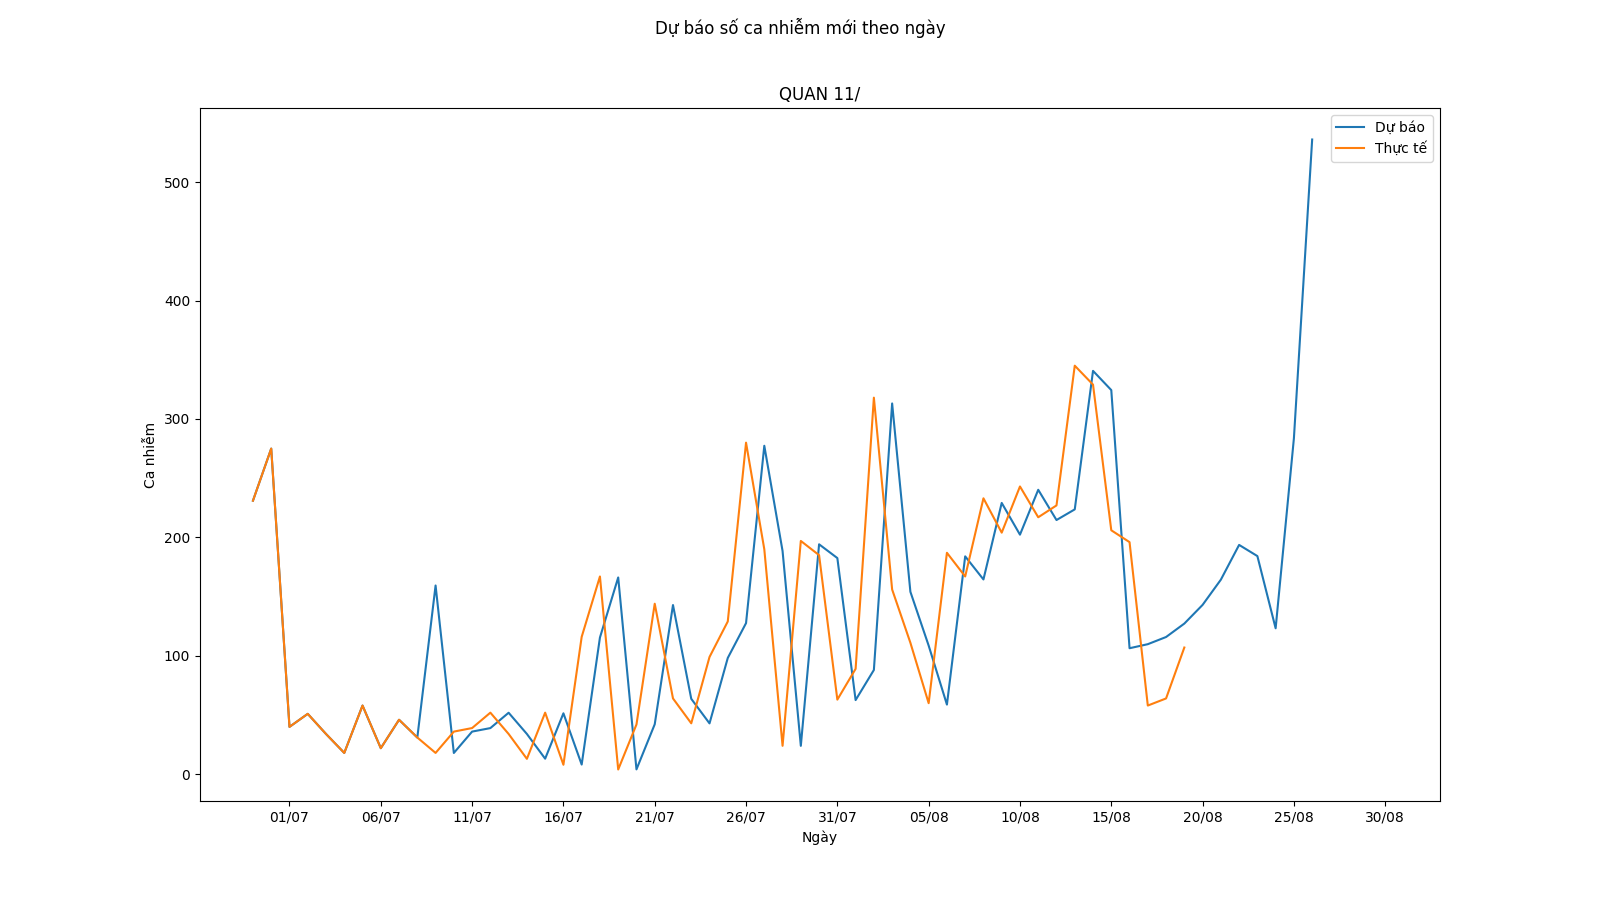 Dự báo số ca nhiễm mới theo ngày
QUAN 11/
Dự báo
Thực tế
500
400
300
200
100
0
Ca nhiễm
01/07 06/07 11/07 16/07 21/07 26/07 31/07 05/08 10/08 15/08 20/08 25/08 30/08
Ngày